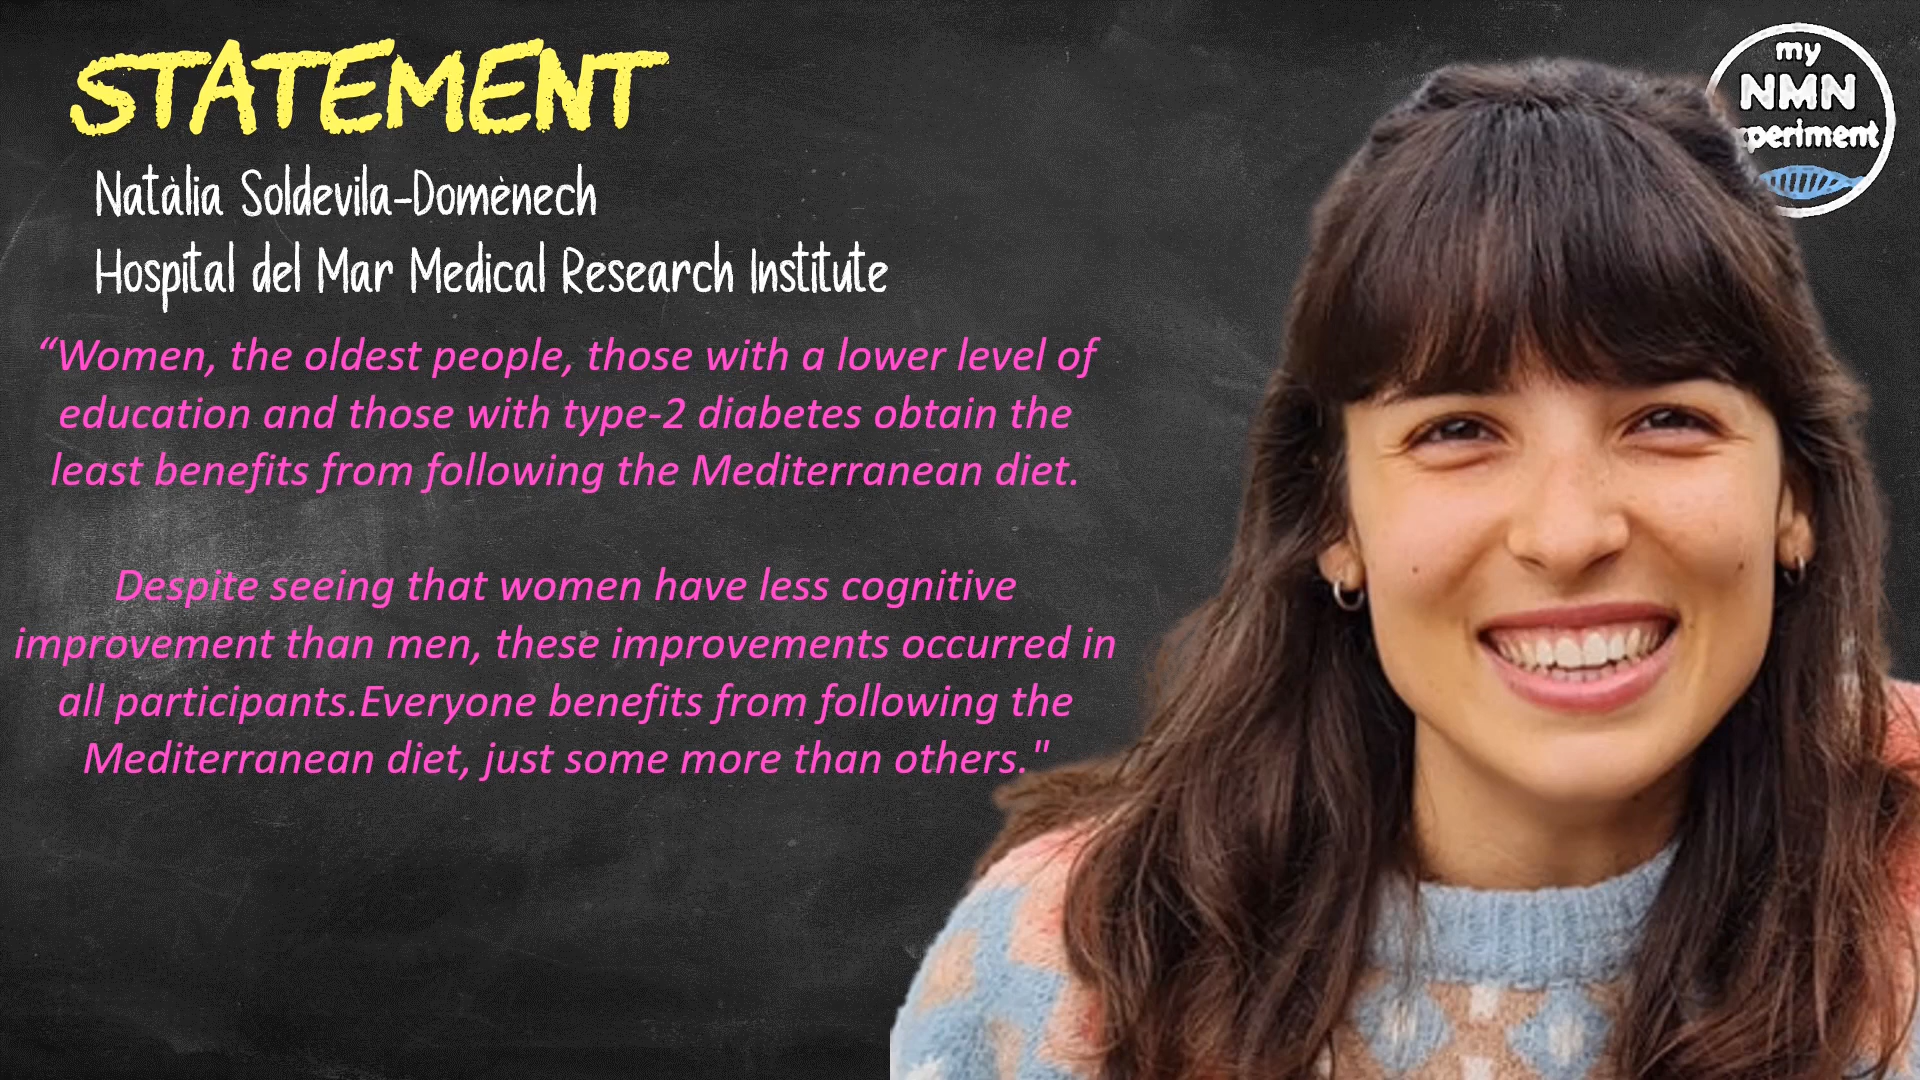 STATEMENT
my
NMN
xperiment
Natàlia Soldevila-Domènech
Hospital del Mar Medical Research Institute
“Women, the oldest people, those with a lower level of
education and those with type-2 diabetes obtain the
least benefits from following the Mediterranean diet.
Despite seeing that women have less cognitive
improvement than men, these improvements occurred in
all participants.Everyone benefits from following the
Mediterranean diet, just some more than others."